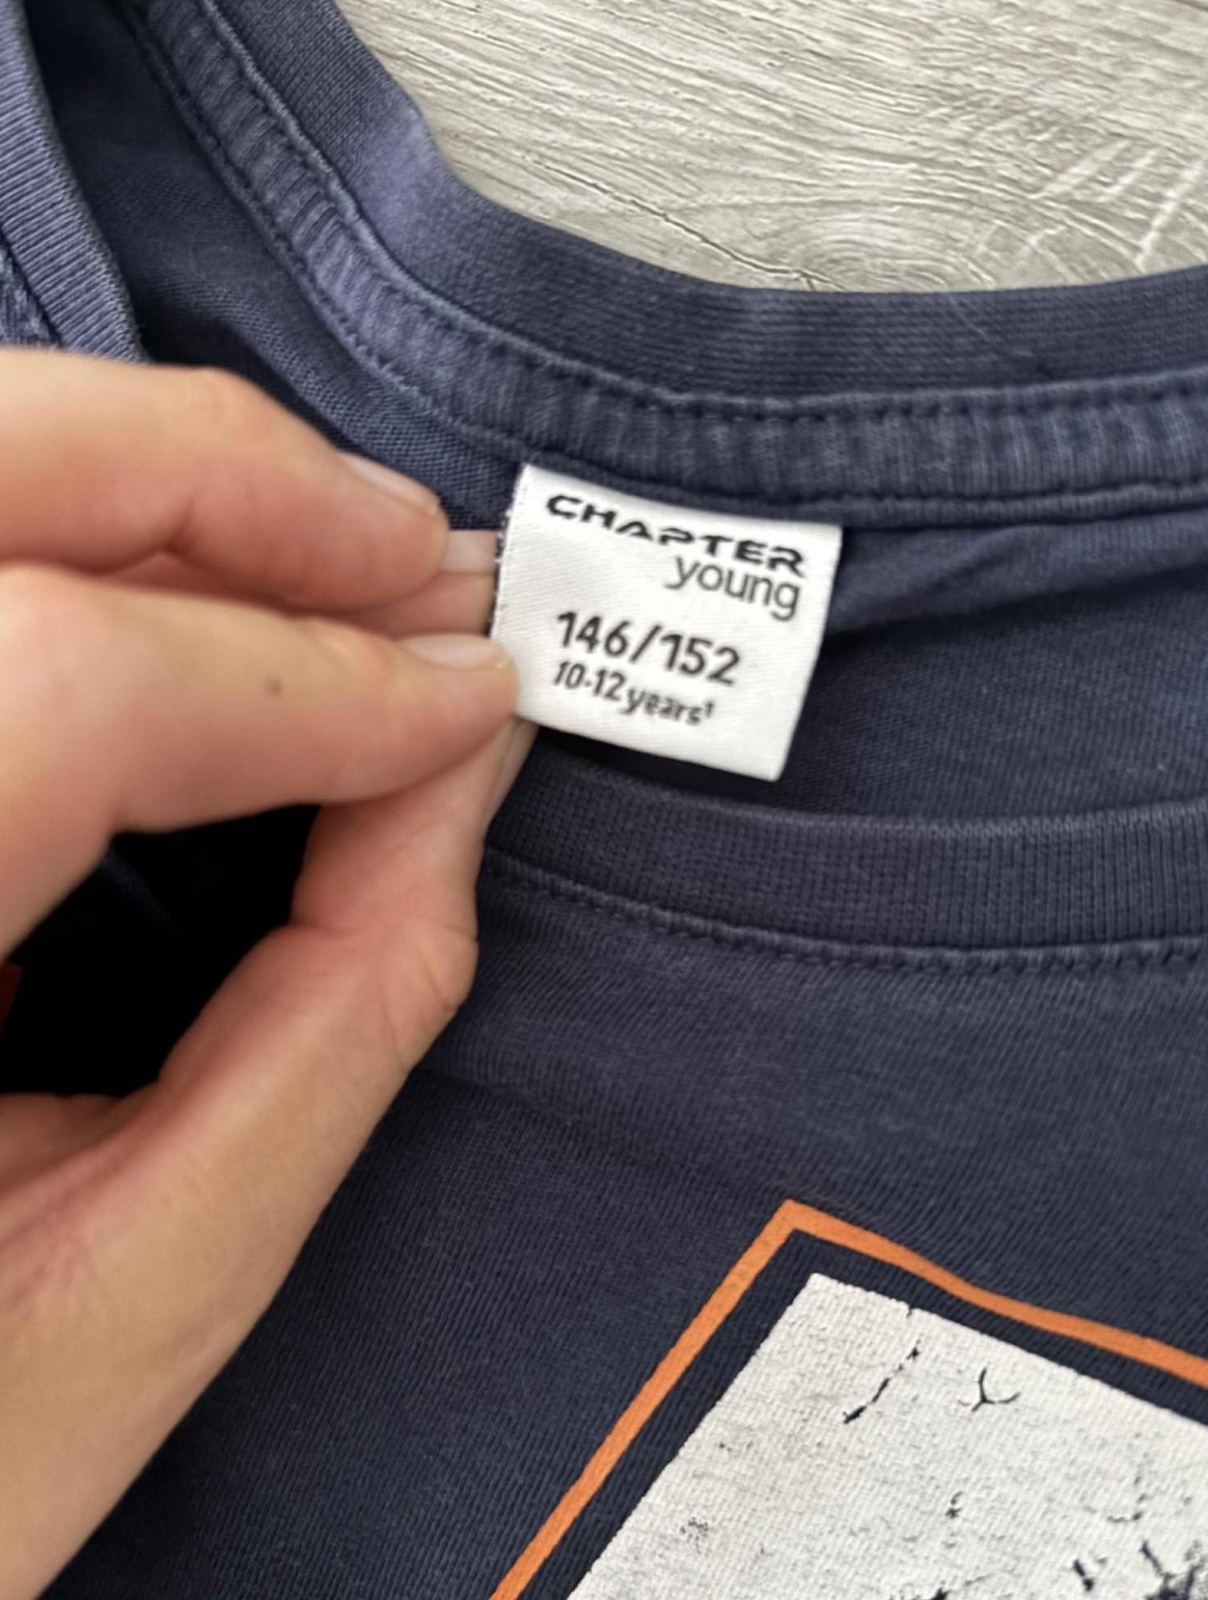 CHAPTER
young
146/152
10-12 years¹